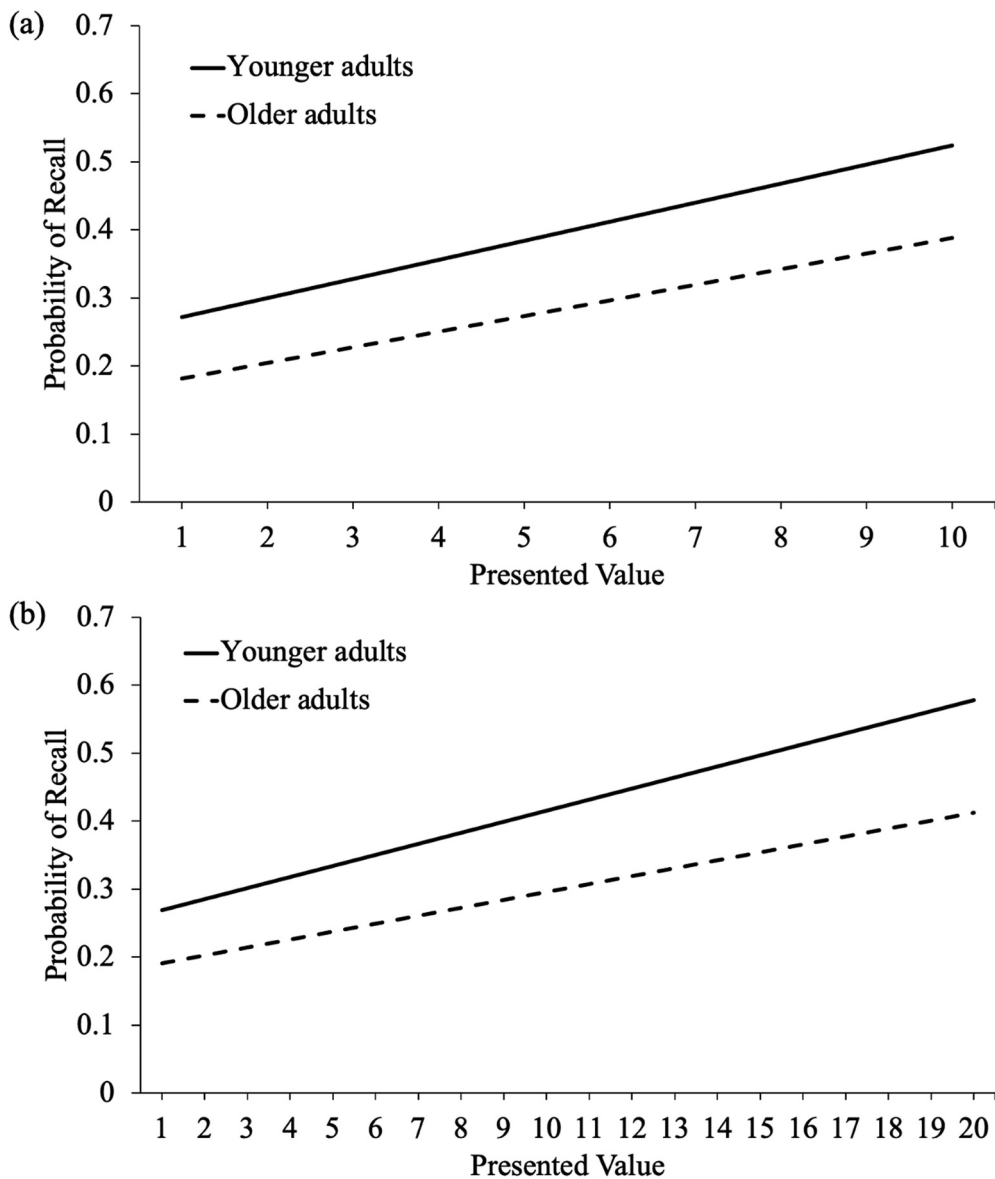 (a)
0.7
0.6
0.5
0.4
0.3
0.2
0.1
0
Probability of Recall
Younger adults
Older adults
1 2 3 4 5 6 7 8 9 10
Presented Value
(b)
0.7
0.6
0.5
0.4
0.3
0.2
0.1
0
Probability of Recall
Younger adults
Older adults
1 2 3 4 5 6 7 8 9 10 11 12 13 14 15 16 17 18 19 20
Presented Value